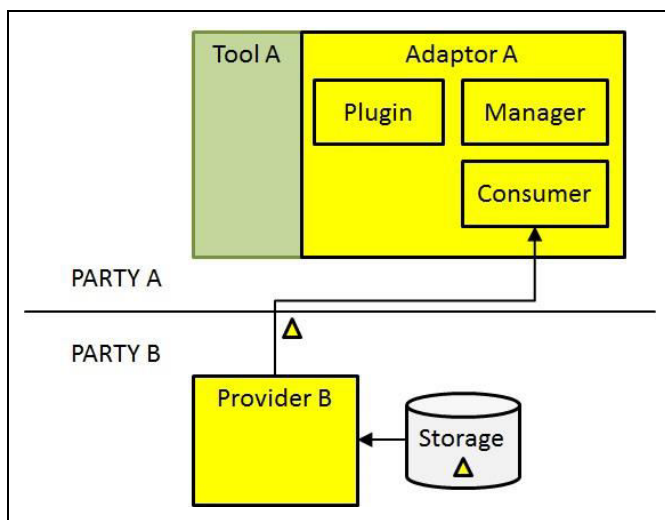 Tool A
Adaptor A
Plugin
Manager
Consumer
PARTY A
PARTY B
Provider B
Storage